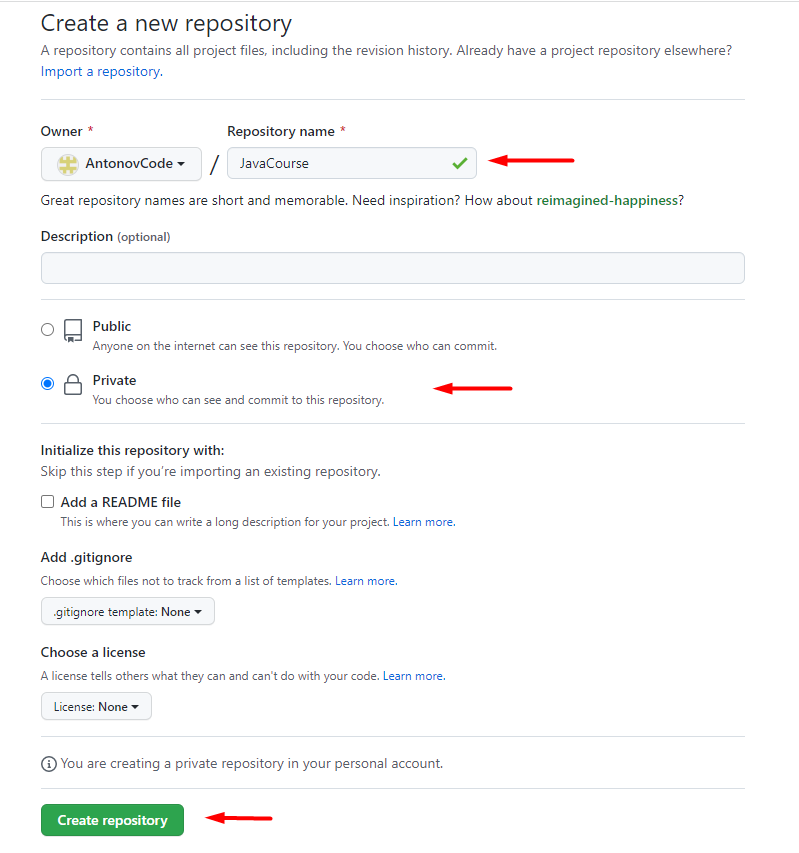 Create a new repository
A repository contains all project files, including the revision history. Already have a project repository elsewhere?
Import a repository.
Owner *
Repository name *
AntonovCode
/
JavaCourse
Great repository names are short and memorable. Need inspiration? How about reimagined-happiness?
Description (optional)
Public
Anyone on the internet can see this repository. You choose who can commit.
Private
You choose who can see and commit to this repository.
Initialize this repository with:
Skip this step if you're importing an existing repository.
Add a README file
This is where you can write a long description for your project. Learn more.
Add .gitignore
Choose which files not to track from a list of templates. Learn more.
.gitignore template: None
Choose a license
A license tells others what they can and can't do with your code. Learn more.
License: None
You are creating a private repository in your personal account.
Create repository